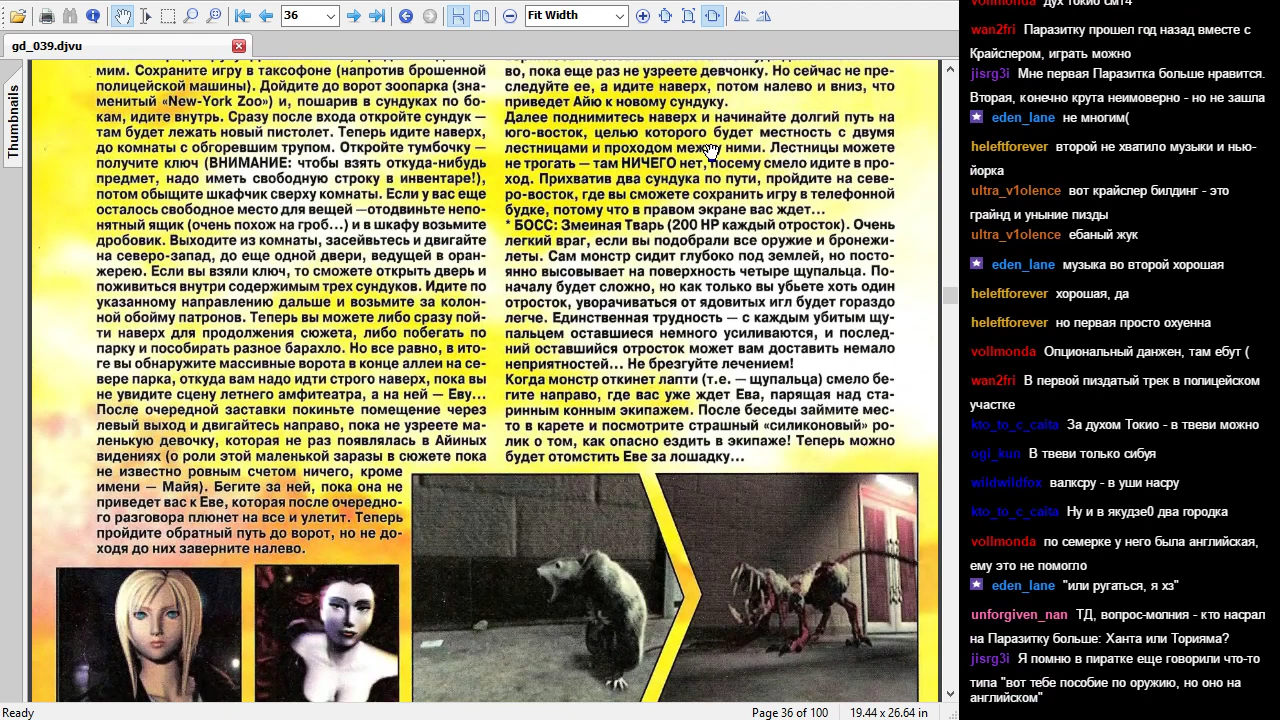 36
Fit Width
gd_039.djvu
Thumbnails
мим. Сохраните игру в таксофоне (напротив брошенной
полицейской машины). Дойдите до ворот зоопарка (зна-
менитый «New-York Zoo») и, пошарив в сундуках по бо-
кам, идите внутрь. Сразу после входа откройте сундук —
там будет лежать новый пистолет. Теперь идите наверх,
до комнаты с обгоревшим трупом. Откройте тумбочку —
получите ключ (ВНИМАНИЕ: чтобы взять откуда-нибудь
предмет, надо иметь свободную строку в инвентаре!),
потом обыщите шкафчик сверху комнаты. Если у вас еще
осталось свободное место для вещей —отодвиньте непо-
нятный ящик (очень похож на гроб...) и в шкафу возьмите
дробовик. Выходите из комнаты, засейвьтесь и двигайте
на северо-запад, до еще одной двери, ведущей в оран-
жерею. Если вы взяли ключ, то сможете открыть дверь и
поживиться внутри содержимым трех сундуков. Идите по
указанному направлению дальше и возьмите за колон-
ной обойму патронов. Теперь вы можете либо сразу пой-
ти наверх для продолжения сюжета, либо побегать по
парку и пособирать разное барахло. Но все равно, в ито-
ге вы обнаружите массивные ворота в конце аллеи на се-
вере парка, откуда вам надо идти строго наверх, пока вы
не увидите сцену летнего амфитеатра, а на ней — Еву...
После очередной заставки покиньте помещение через
левый выход и двигайтесь направо, пока не узреете ма-
ленькую девочку, которая не раз появлялась в Айиных
видениях (о роли этой маленькой заразы в сюжете пока
не известно ровным счетом ничего, кроме
имени — Майя). Бегите за ней, пока она не
приведет вас к Еве, которая после очередно-
го разговора плюнет на все и улетит. Теперь
пройдите обратный путь до ворот, но не до-
ходя до них заверните налево.
во, пока еще раз не узреете девчонку. Но сейчас не пре-
следуйте ее, а идите наверх, потом налево и вниз, что
приведет Айю к новому сундуку.
Далее поднимитесь наверх и начинайте долгий путь на
юго-восток, целью которого будет местность с двумя
лестницами и проходом между ними. Лестницы можете
не трогать — там НИЧЕГО нет, посему смело идите в про-
ход. Прихватив два сундука по пути, пройдите на севе-
ро-восток, где вы сможете сохранить игру в телефонной
будке, потому что в правом экране вас ждет...
* БОСС: Змеиная Тварь (200 HP каждый отросток). Очень
легкий враг, если вы подобрали все оружие и бронежи-
леты. Сам монстр сидит глубоко под землей, но посто-
янно высовывает на поверхность четыре щупальца. По-
началу будет сложно, но как только вы убьете хоть один
отросток, уворачиваться от ядовитых игл будет гораздо
легче. Единственная трудность — с каждым убитым щу-
пальцем оставшиеся немного усиливаются, и послед-
ний оставшийся отросток может вам доставить немало
неприятностей... Не брезгуйте лечением!
Когда монстр откинет лапти (т.е. — щупальца) смело бе-
гите направо, где вас уже ждет Ева, парящая над ста-
ринным конным экипажем. После беседы займите мес-
то в карете и посмотрите страшный «силиконовый» ро-
лик о том, как опасно ездить в экипаже! Теперь можно
будет отомстить Еве за лошадку...
Ready
Page 36 of 100
19.44 x 26.64 in
vollmonda дух токио смт4
wan2fri Паразитку прошел год назад вместе с
Крайслером, играть можно
jisrg3i Мне первая Паразитка больше нравится.
Вторая, конечно крута неимоверно - но не зашла
eden_lane не многим(
heleftforever второй не хватило музыки и нью-
йорка
ultra_v1olence вот крайслер билдинг - это
грайнд и уныние пизды
ultra_v1olence ебаный жук
eden_lane музыка во второй хорошая
heleftforever хорошая, да
heleftforever но первая просто охуенна
vollmonda Опциональный данжен, там ебут (
wan2fri В первой пиздатый трек в полицейском
участке
kto_to_c_caita За духом Токио - в твеви можно
ogi_kun В твеви только сибуя
wildwildfox валксру - в уши насру
kto_to_c_caita Ну и в якудзе0 два городка
vollmonda по семерке у него была английская,
ему это не помогло
eden_lane "или ругаться, я хз"
unforgiven_nan ТД, вопрос-молния - кто насрал
на Паразитку больше: Ханта или Торияма?
jisrg3i Я помню в пиратке еще говорили что-то
типа "вот тебе пособие по оружию, но оно на
английском"